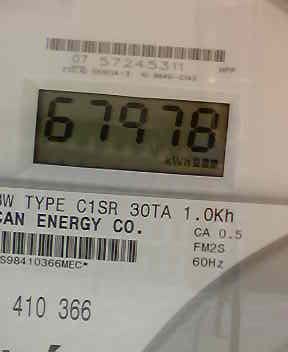 07 57245311
67978
kWh
3W TYPE C1SR 30TA 1.0Kh
CAN ENERGY CO.
CA 0.5
FM2S
60Hz
S98410366MEC*
410 366